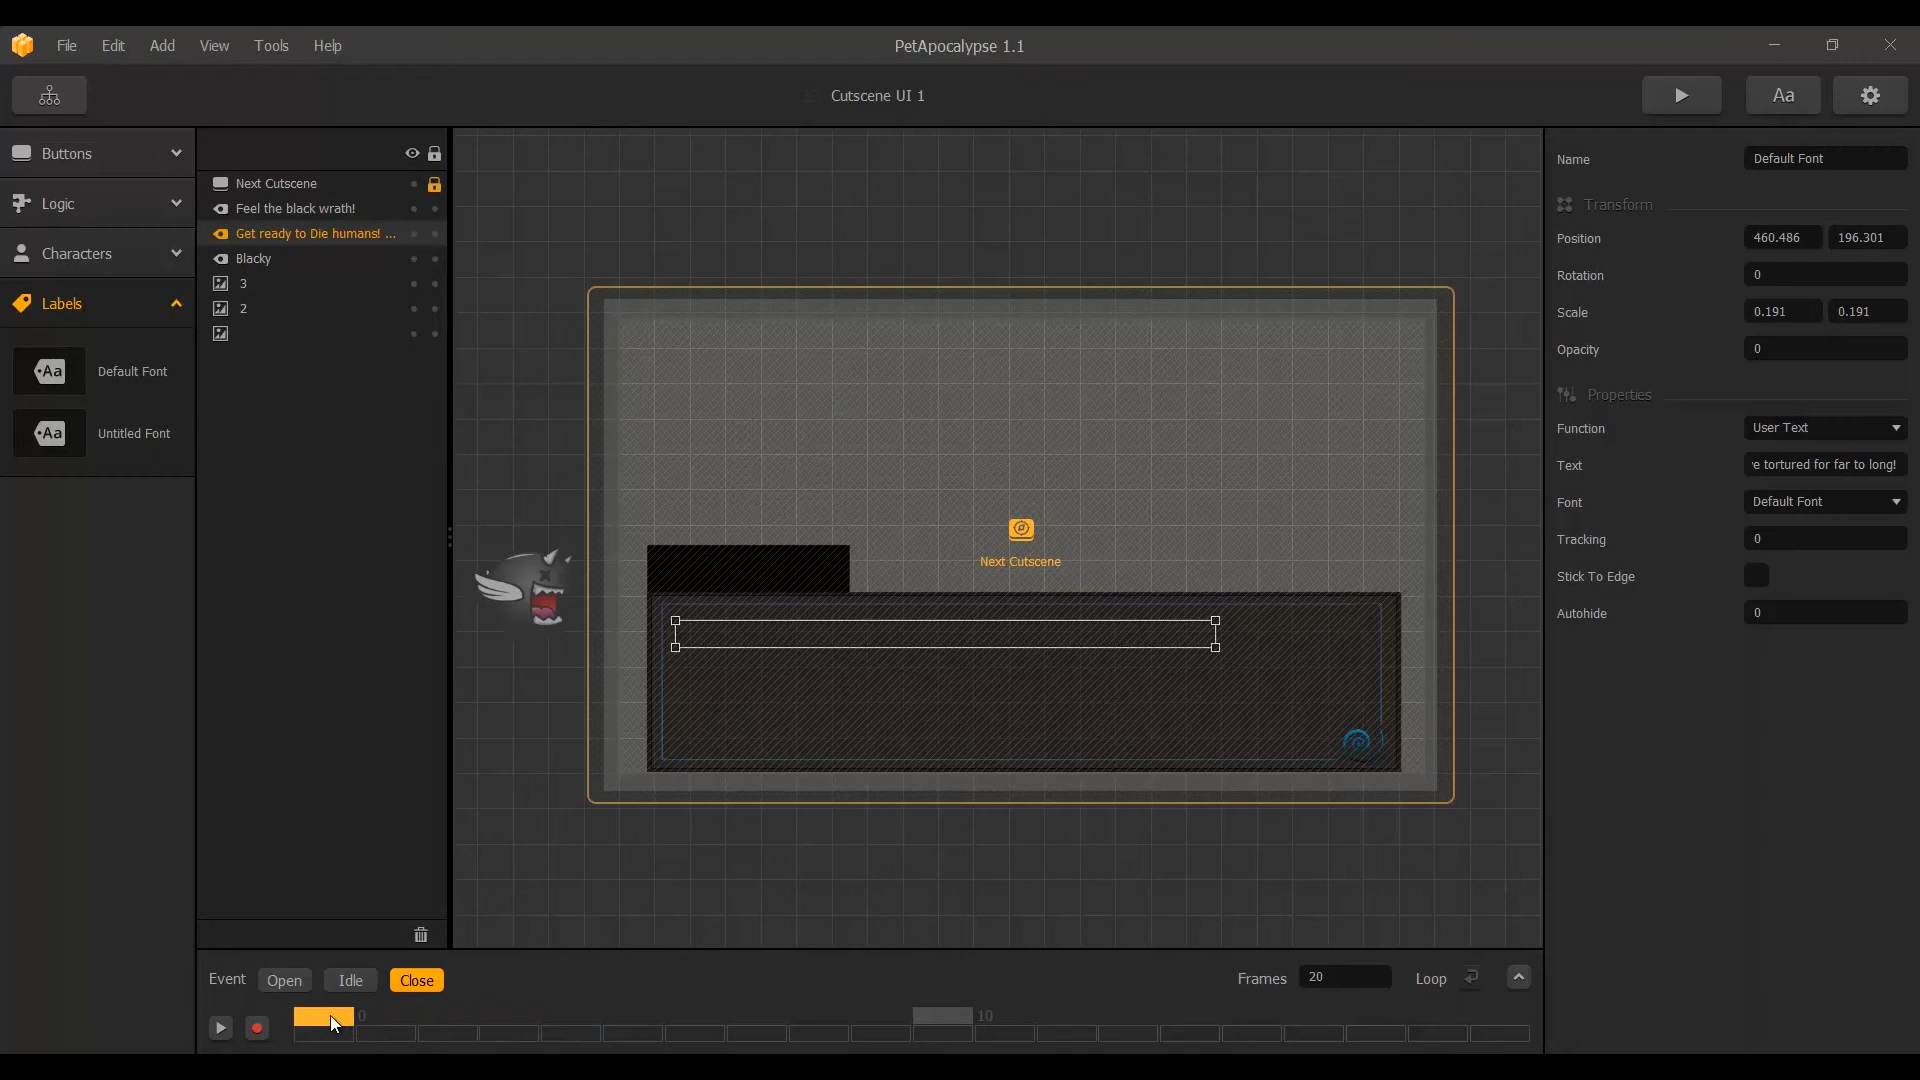 File Edit Add View Tools Help
PetApocalypse 1.1
Cutscene UI 1
Aa
Buttons
Logic
Characters
Labels
Aa Default Font
Aa Untitled Font
Next Cutscene
Feel the black wrath!
Get ready to Die humans! ...
Blacky
3
2
Next Cutscene
Name Default Font
Transform
Position 460.486 196.301
Rotation 0
Scale 0.191 0.191
Opacity 0
Properties
Function User Text
Text e tortured for far to long!
Font Default Font
Tracking 0
Stick To Edge
Autohide 0
Event Open Idle Close
Frames 20 Loop
0 10